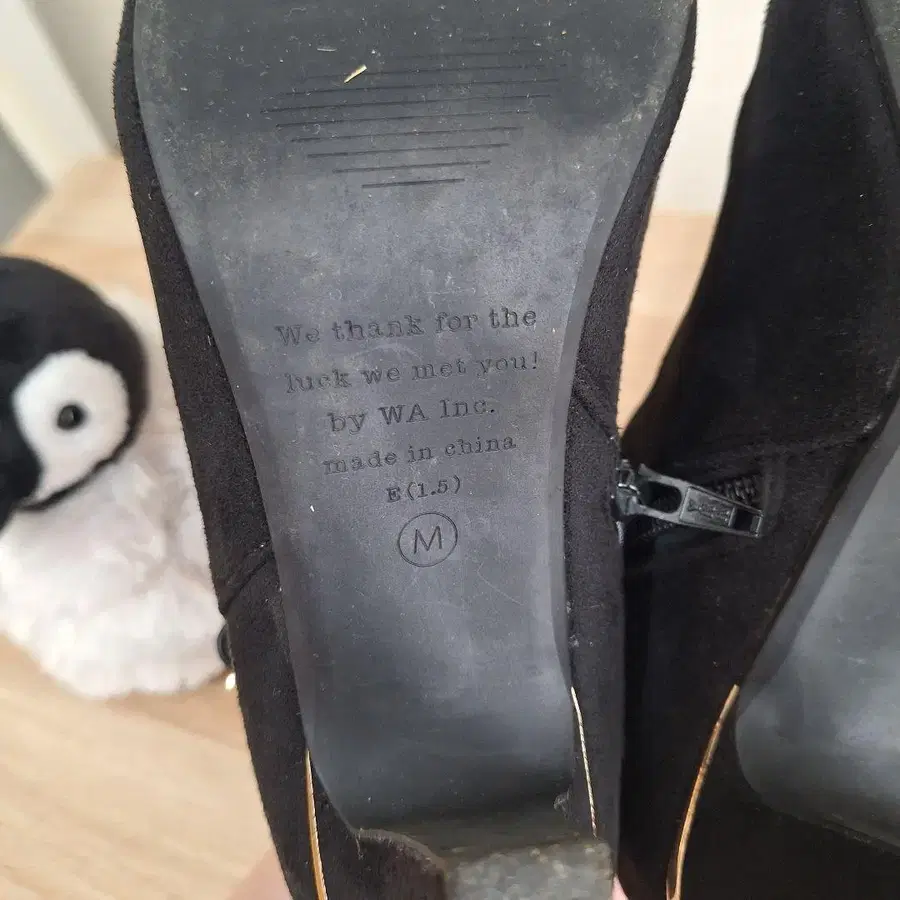 We thank for the
luck we met you!
by WA Inc.
made in china
E(1.5)
M